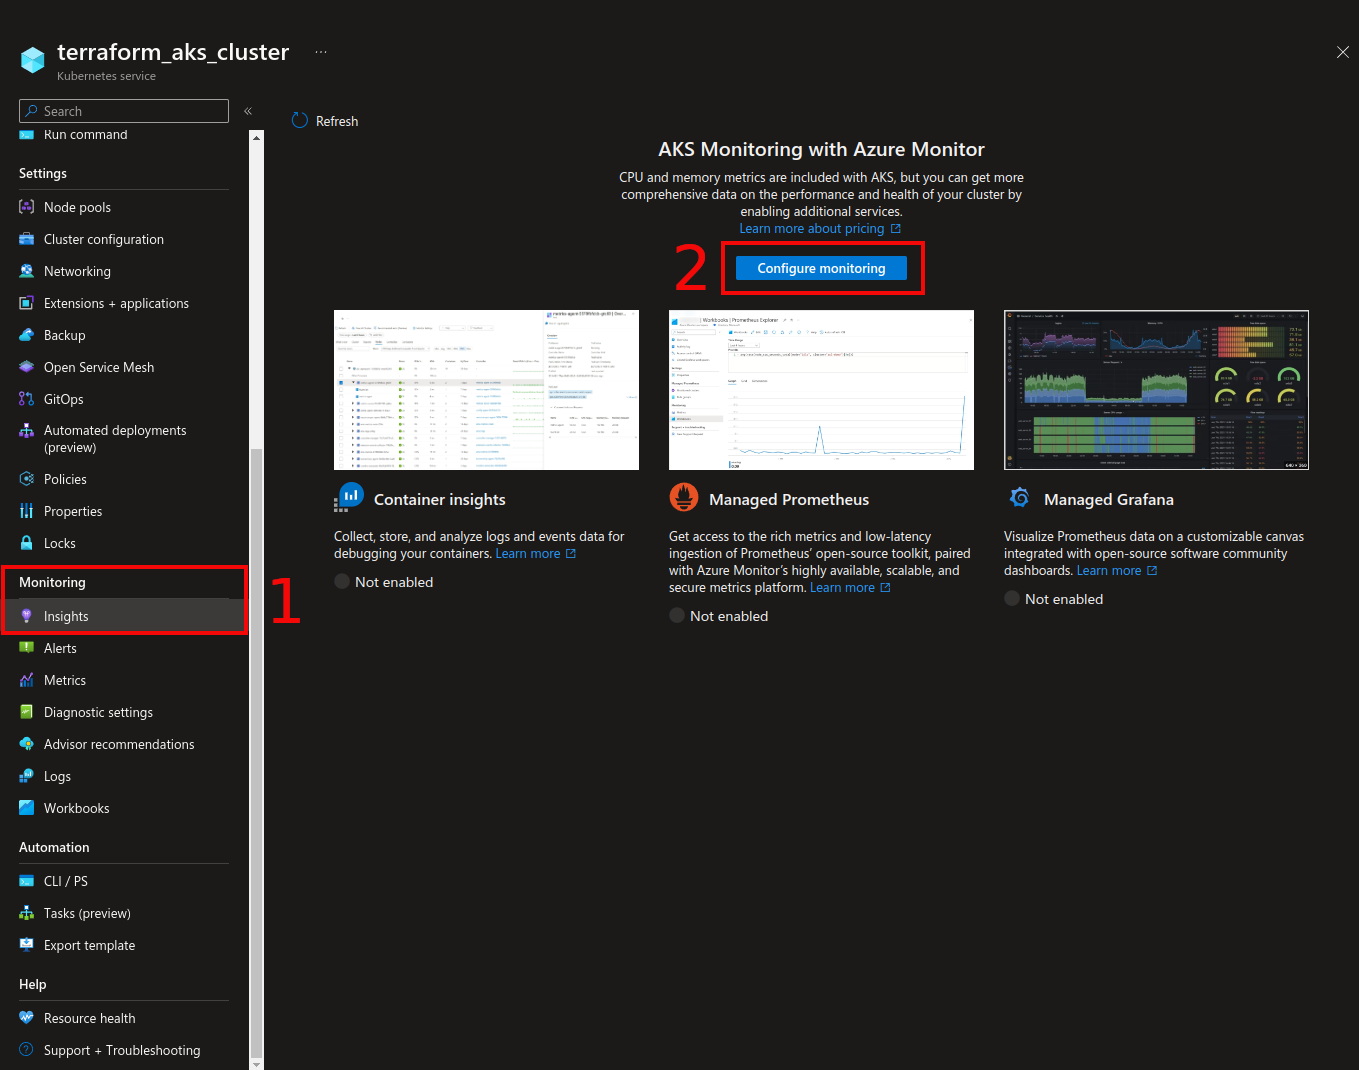 terraform_aks_cluster ...
Kubernetes service
Search
«
Run command
Settings
Node pools
Cluster configuration
Networking
Extensions + applications
Backup
Open Service Mesh
GitOps
Automated deployments
(preview)
Policies
Properties
Locks
Monitoring
Insights
1
Alerts
Metrics
Diagnostic settings
Advisor recommendations
Logs
Workbooks
Automation
CLI / PS
Tasks (preview)
Export template
Help
Resource health
Support + Troubleshooting
Refresh
AKS Monitoring with Azure Monitor
CPU and memory metrics are included with AKS, but you can get more
comprehensive data on the performance and health of your cluster by
enabling additional services.
Learn more about pricing
2
Configure monitoring
Container insights
Collect, store, and analyze logs and events data for
debugging your containers. Learn more
Not enabled
Workbooks | Prometheus Explorer
Managed Prometheus
Get access to the rich metrics and low-latency
ingestion of Prometheus’ open-source toolkit, paired
with Azure Monitor’s highly available, scalable, and
secure metrics platform. Learn more
Not enabled
640 × 360
Managed Grafana
Visualize Prometheus data on a customizable canvas
integrated with open-source software community
dashboards. Learn more
Not enabled